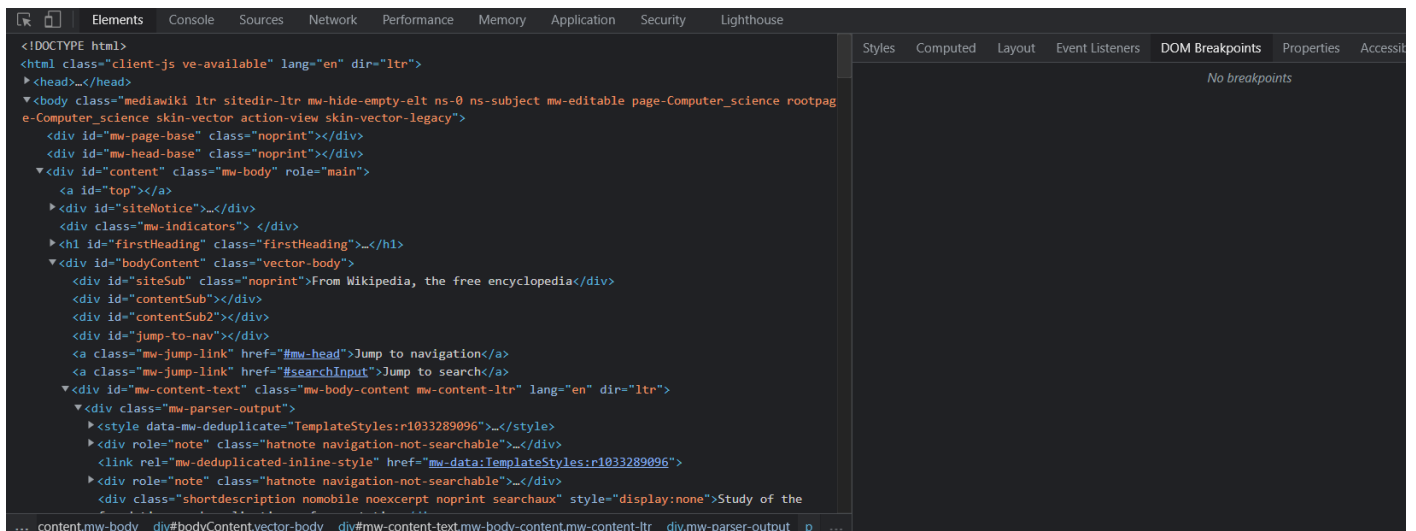 Elements Console Sources Network Performance Memory Application Security Lighthouse
<!DOCTYPE html>
<html class="client-js ve-available" lang="en" dir="ltr">
<head>…</head>
<body class="mediawiki ltr sitedir-ltr mw-hide-empty-elt ns-0 ns-subject mw-editable page-Computer_science rootpag
e-Computer_science skin-vector action-view skin-vector-legacy">
<div id="mw-page-base" class="noprint"></div>
<div id="mw-head-base" class="noprint"></div>
<div id="content" class="mw-body" role="main">
<a id="top"></a>
<div id="siteNotice">…</div>
<div class="mw-indicators"> </div>
<h1 id="firstHeading" class="firstHeading">…</h1>
<div id="bodyContent" class="vector-body">
<div id="siteSub" class="noprint">From Wikipedia, the free encyclopedia</div>
<div id="contentSub"></div>
<div id="contentSub2"></div>
<div id="jump-to-nav"></div>
<a class="mw-jump-link" href="#mw-head">Jump to navigation</a>
<a class="mw-jump-link" href="#searchInput">Jump to search</a>
<div id="mw-content-text" class="mw-body-content mw-content-ltr" lang="en" dir="ltr">
<div class="mw-parser-output">
<style data-mw-deduplicate="TemplateStyles:r1033289096">…</style>
<div role="note" class="hatnote navigation-not-searchable">…</div>
<link rel="mw-deduplicated-inline-style" href="mw-data:TemplateStyles:r1033289096">
<div role="note" class="hatnote navigation-not-searchable">…</div>
<div class="shortdescription nomobile noexcerpt noprint searchaux" style="display:none">Study of the
... content.mw-body div#bodyContent.vector-body div#mw-content-text.mw-body-content.mw-content-ltr div.mw-parser-output p ...
Styles Computed Layout Event Listeners DOM Breakpoints Properties Accessib
No breakpoints